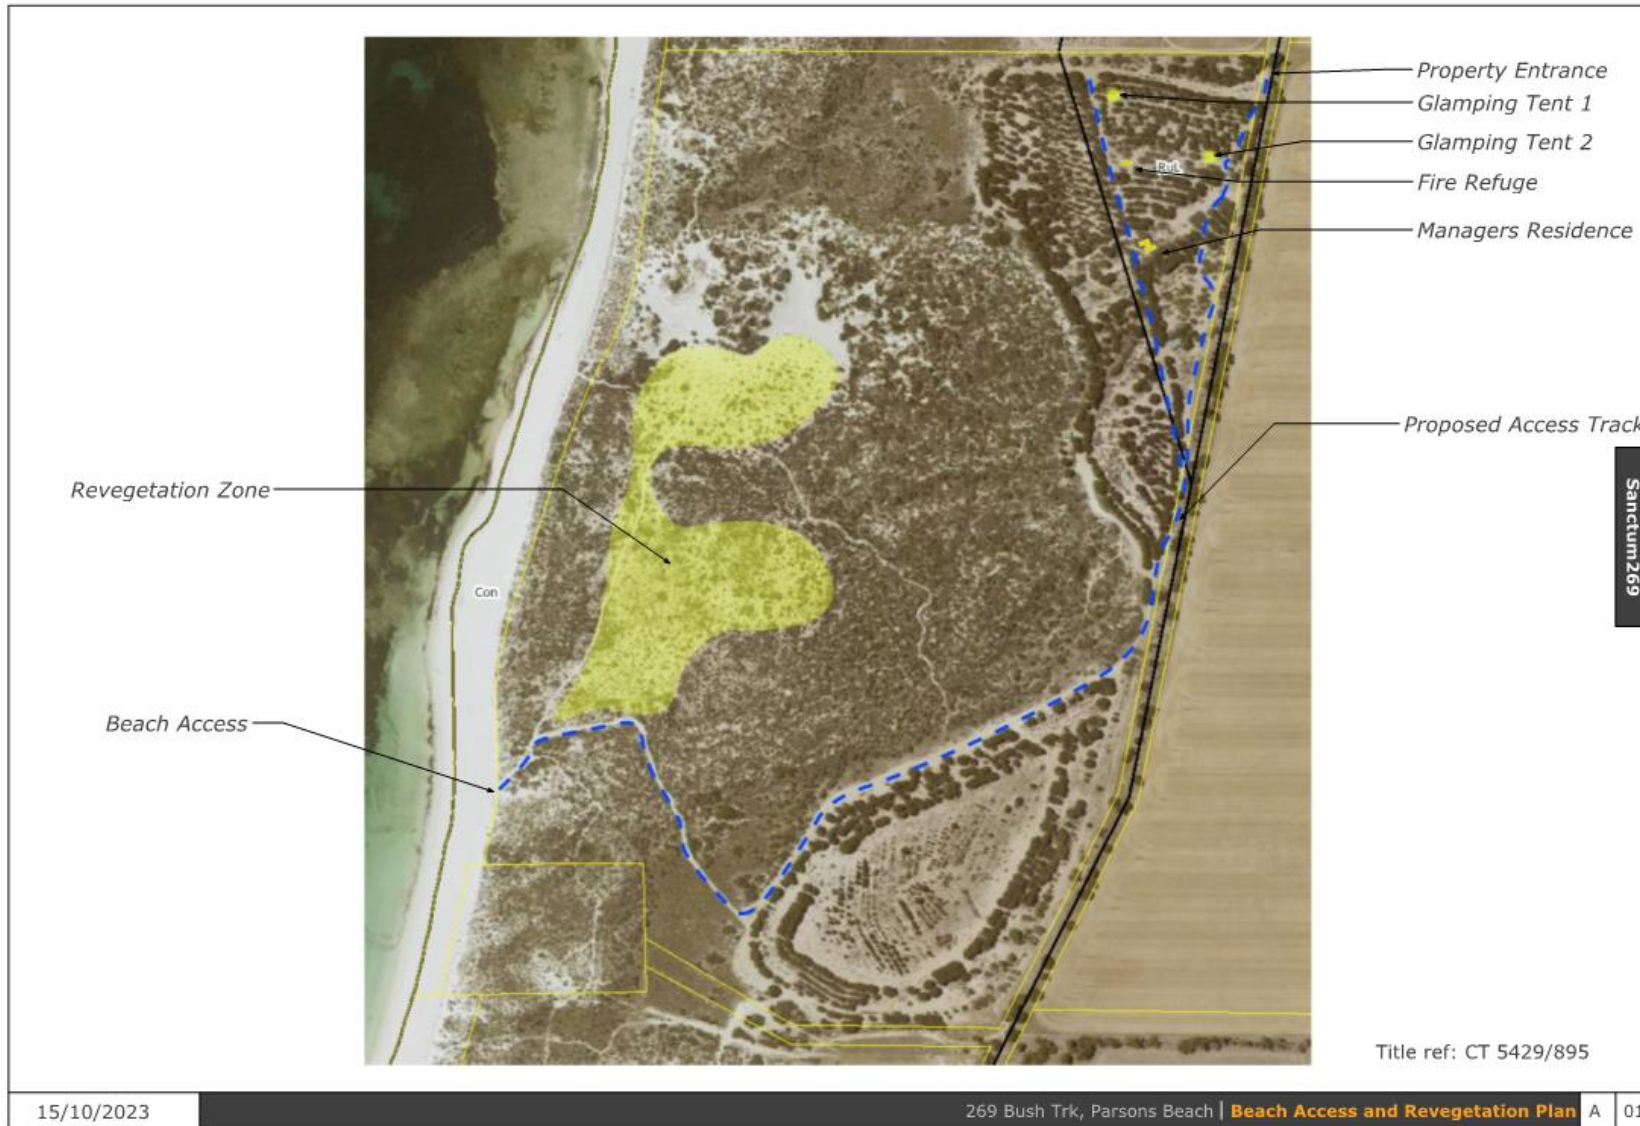 Property Entrance
Glamping Tent 1
Glamping Tent 2
RuL
Fire Refuge
Managers Residence
Proposed Access Track
Revegetation Zone
Sanctum269
Con
Beach Access
Title ref: CT 5429/895
15/10/2023
269 Bush Trk, Parsons Beach | Beach Access and Revegetation Plan A 01